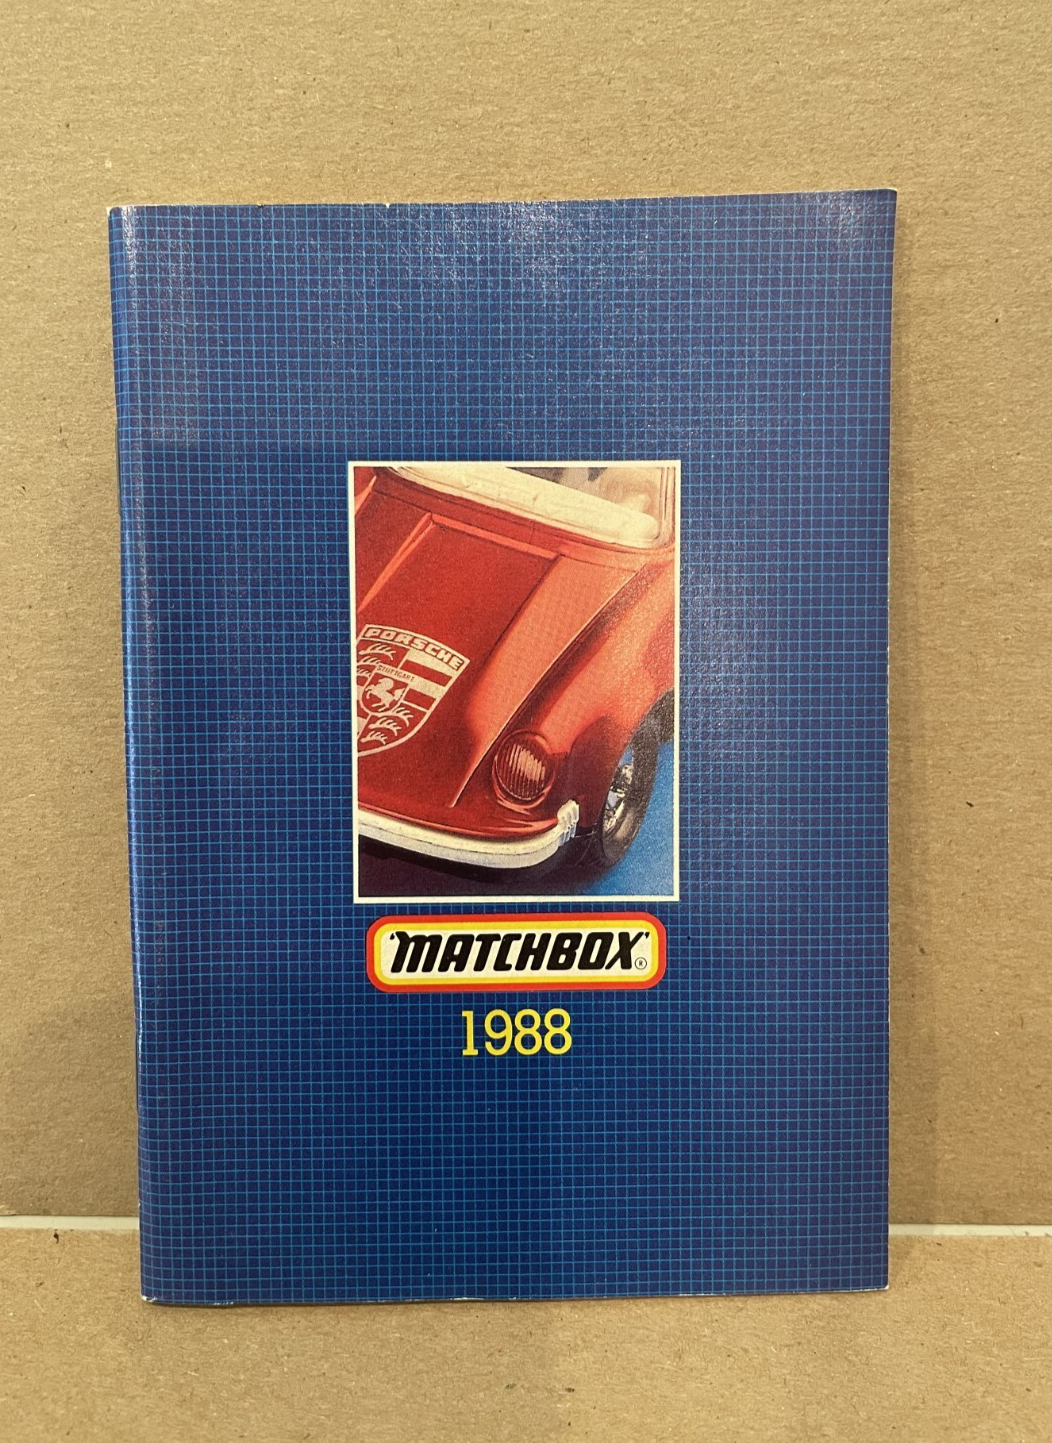 PORSCHE
STUTTGART
'MATCHBOX'®
1988